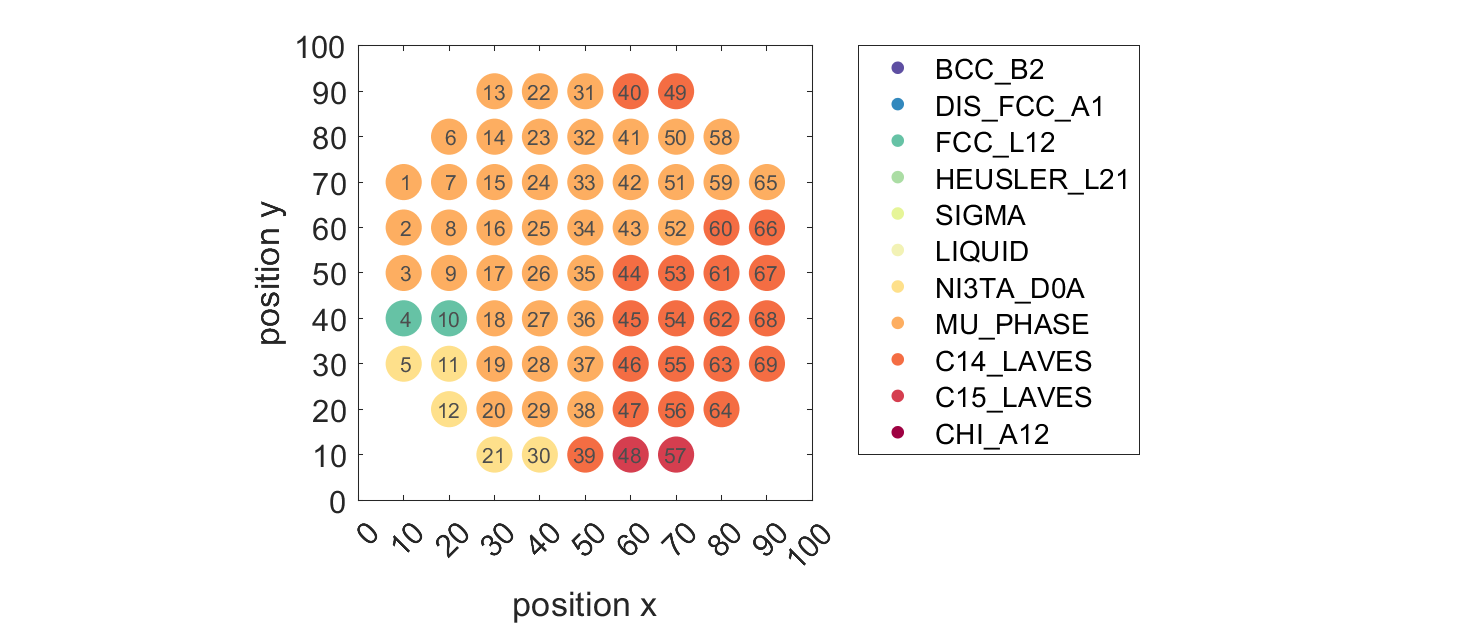 100
90
80
70
60
50
40
30
20
10
0
position y
13 22 31 40 49
6 14 23 32 41 50 58
1 7 15 24 33 42 51 59 65
2 8 16 25 34 43 52 60 66
3 9 17 26 35 44 53 61 67
4 10 18 27 36 45 54 62 68
5 11 19 28 37 46 55 63 69
12 20 29 38 47 56 64
21 30 39 48 57
0 10 20 30 40 50 60 70 80 90 100
position x
BCC_B2
DIS_FCC_A1
FCC_L12
HEUSLER_L21
SIGMA
LIQUID
NI3TA_D0A
MU_PHASE
C14_LAVES
C15_LAVES
CHI_A12